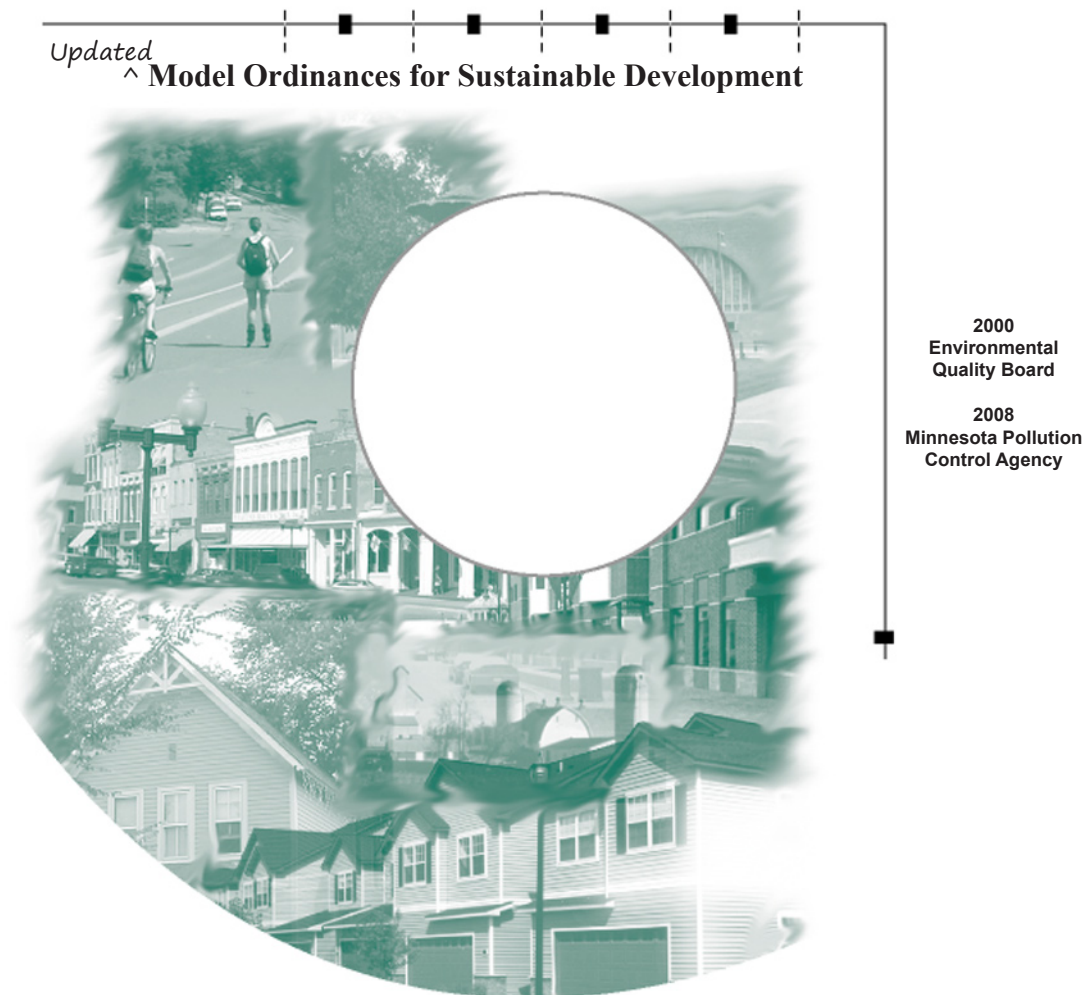 Updated
^ Model Ordinances for Sustainable Development
2000
Environmental
Quality Board
2008
Minnesota Pollution
Control Agency